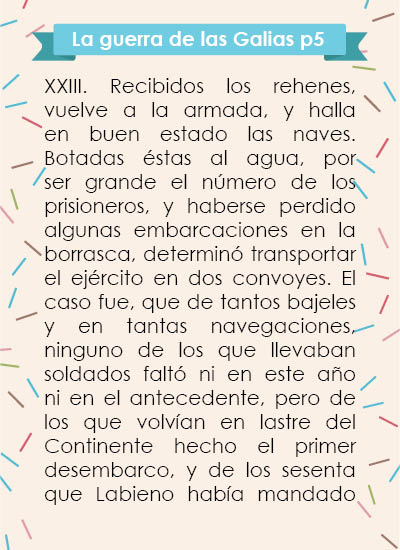 La guerra de las Galias p5
XXIII. Recibidos los rehenes,
vuelve a la armada, y halla
en buen estado las naves.
Botadas éstas al agua, por
ser grande el número de los
prisioneros, y haberse perdido
algunas embarcaciones en la
borrasca, determinó transportar
el ejército en dos convoyes. El
caso fue, que de tantos bajeles
y en tantas navegaciones,
ninguno de los que llevaban
soldados faltó ni en este año
ni en el antecedente, pero de
los que volvían en lastre del
Continente hecho el primer
desembarco, y de los sesenta
que Labieno había mandado